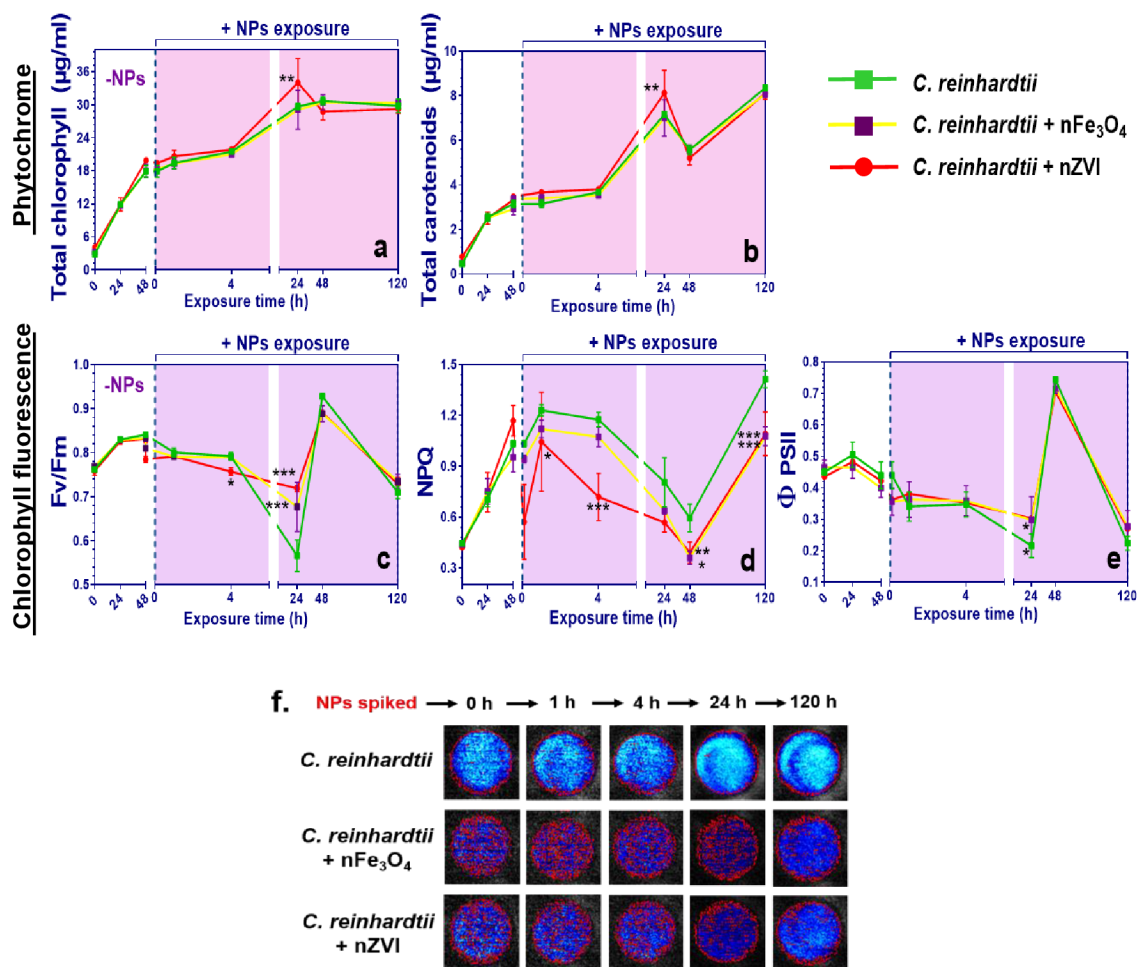 + NPs exposure
+ NPs exposure
Phytochrome
Total chlorophyll (µg/ml)
36
30
24
18
12
6
0
-NPs
**
a
0
24
48
0
4
24
48
120
Exposure time (h)
Total carotenoids (µg/ml)
10
8
6
4
2
0
**
b
0
24
48
0
4
24
48
120
Exposure time (h)
C. reinhardtii
C. reinhardtii + nFe₃O₄
C. reinhardtii + nZVI
Chlorophyll fluorescence
+ NPs exposure
Fv/Fm
1.0
0.9
0.8
0.7
0.6
0.5
-NPs
*
***
***
c
0
24
48
0
4
24
48
120
Exposure time (h)
+ NPs exposure
NPQ
1.5
1.2
0.9
0.6
0.3
*
***
**
*
***
***
d
0
24
48
0
4
24
48
120
Exposure time (h)
+ NPs exposure
Φ PSII
0.8
0.7
0.6
0.5
0.4
0.3
0.2
0.1
*
*
e
0
24
48
0
4
24
48
120
Exposure time (h)
f. NPs spiked 0 h 1 h 4 h 24 h 120 h
C. reinhardtii
C. reinhardtii
+ nFe₃O₄
C. reinhardtii
+ nZVI